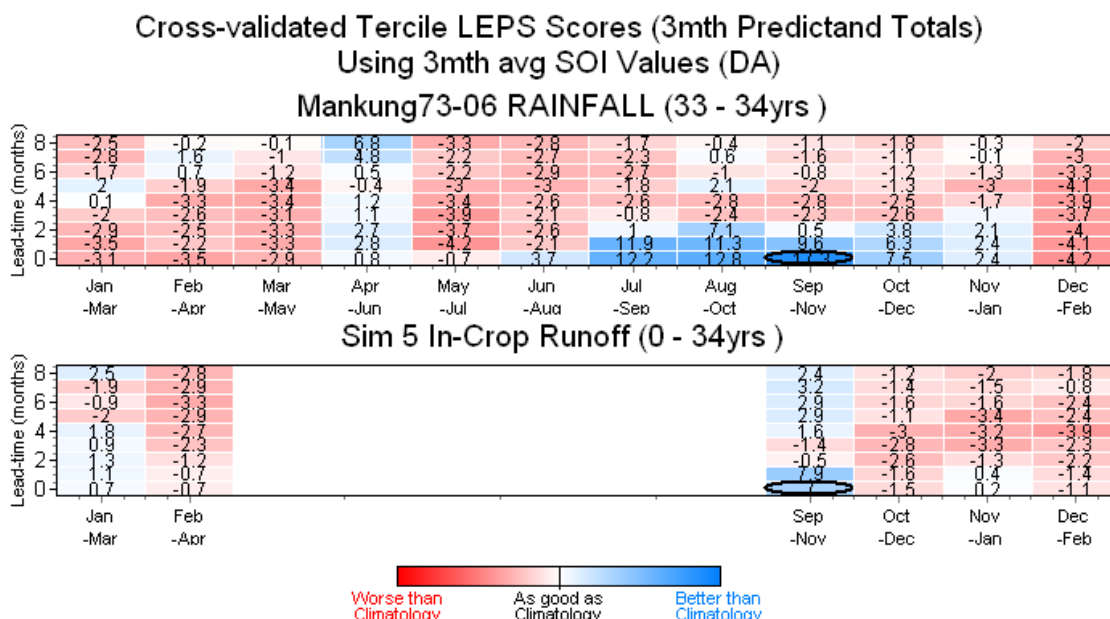 Cross-validated Tercile LEPS Scores (3mth Predictand Totals)
Using 3mth avg SOI Values (DA)
Mankung73-06 RAINFALL (33 - 34yrs )
Lead-time (months)
8 -2.5 -0.2 -0.1 6.8 -3.3 -2.8 -1.7 -0.4 -1.1 -1.8 -0.3 -2
-2.8 1.6 -1 4.8 -2.2 -2.7 -2.3 0.6 -1.6 -1.1 -0.1 -3
6 -1.7 0.7 -1.2 0.5 -2.2 -2.9 -2.7 -1 -0.8 -1.2 -1.3 -3.3
2 -1.9 -3.4 -0.4 -3 -3 -1.8 2.1 -2 -1.3 -3 -4.1
4 0.1 -3.3 -3.4 1.2 -3.4 -2.6 -2.6 -2.8 -2.8 -2.5 -1.7 -3.9
-2 -2.6 -3.1 1.1 -3.9 -2.1 -0.8 -2.4 -2.3 -2.6 1 -3.7
2 -2.9 -2.5 -3.3 2.7 -3.7 -2.6 1 7.1 0.5 3.8 2.1 -4
-3.5 -2.2 -3.3 2.8 -4.2 -2.1 11.9 11.3 9.6 6.3 2.4 -4.1
0 -3.1 -3.5 -2.9 0.8 -0.7 3.7 12.2 12.8 7.5 2.4 -4.2
Jan Feb Mar Apr May Jun Jul Aug Sep Oct Nov Dec
-Mar -Apr -May -Jun -Jul -Aug -Sep -Oct -Nov -Dec -Jan -Feb
Sim 5 In-Crop Runoff (0 - 34yrs )
Lead-time (months)
8 2.5 -2.8 2.4 -1.2 -2 -1.8
-1.9 -2.9 3.2 -1.4 -1.5 -0.8
6 -0.9 -3.3 2.9 -1.6 -1.6 -2.4
-2 -2.9 2.9 -1.1 -3.4 -2.4
4 1.8 -2.7 1.6 -3 -3.2 -3.9
0.9 -2.3 -1.4 -2.8 -3.3 -2.3
2 1.3 -1.2 -0.5 -2.6 -1.3 -2.2
1.1 -0.7 7.9 -1.6 0.4 -1.4
0 0.7 -0.7 7 -1.5 0.2 -1.1
Jan Feb Sep Oct Nov Dec
-Mar -Apr -Nov -Dec -Jan -Feb
Worse than As good as Better than
Climatology Climatology Climatology